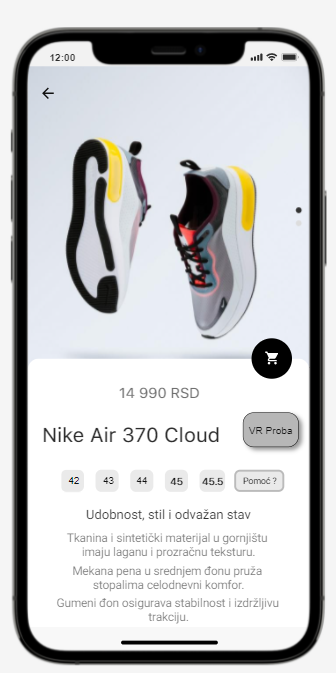 12:00
14 990 RSD
Nike Air 370 Cloud
VR Proba
42 43 44 45 45.5 Pomoć ?
Udobnost, stil i odvažan stav
Tkanina i sintetički materijal u gornjištu
imaju laganu i prozračnu teksturu.
Mekana pena u srednjem đonu pruža
stopalima celodnevni komfor.
Gumeni đon osigurava stabilnost i izdržljivu
trakciju.